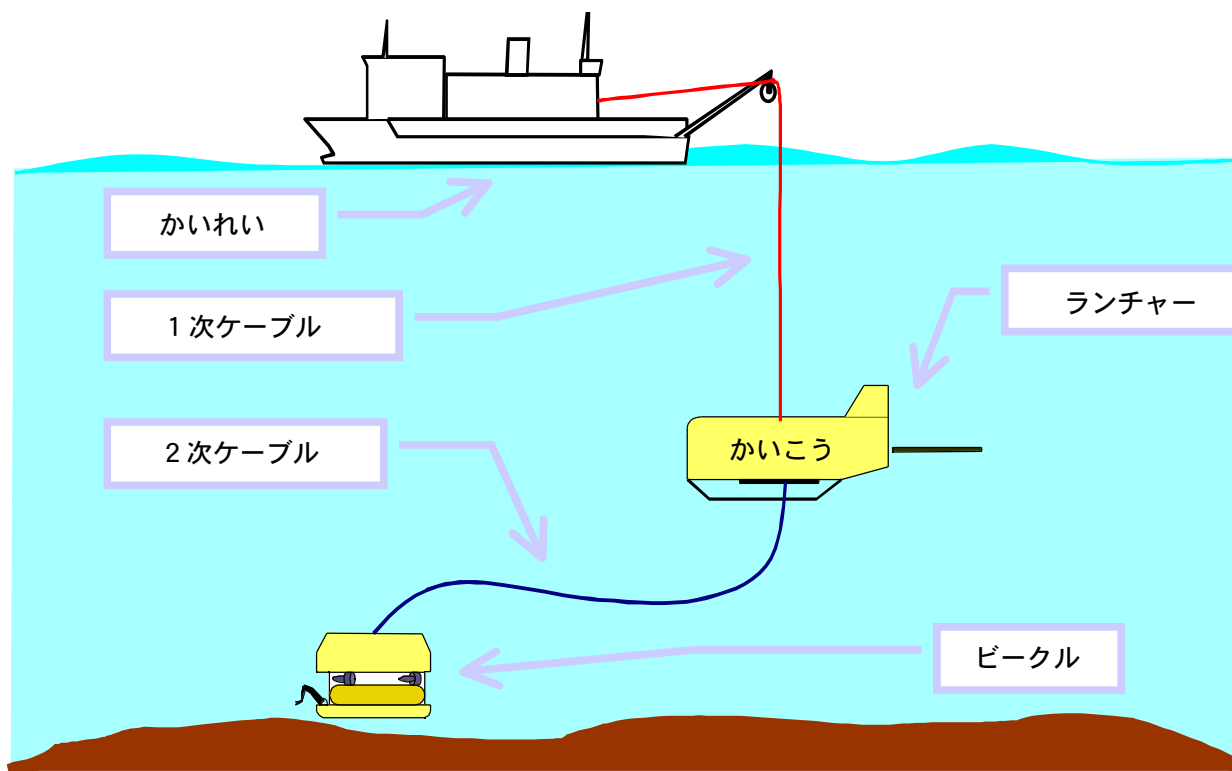 かいれい
1次ケーブル
ランチャー
2次ケーブル
かいこう
ビークル